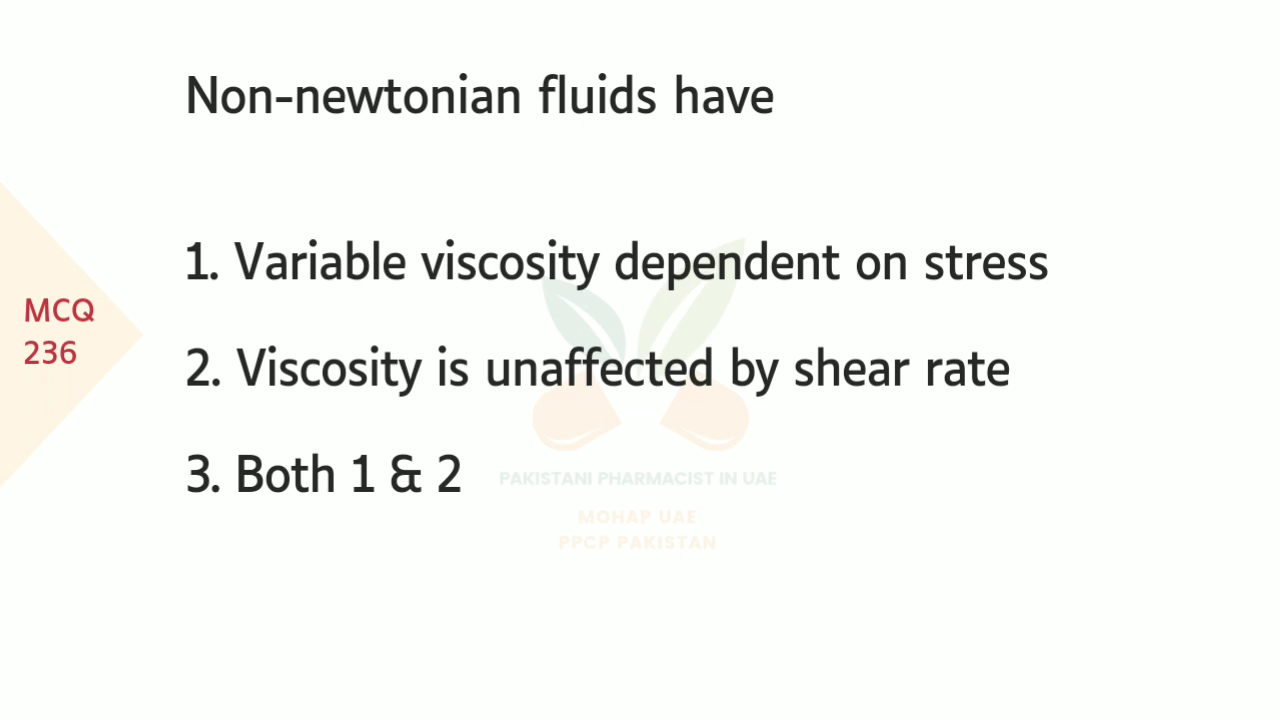 Non-newtonian fluids have
1. Variable viscosity dependent on stress
MCQ
236
2. Viscosity is unaffected by shear rate
3. Both 1 & 2
PAKISTANI PHARMACIST IN UAE
MOHAP UAE
PPCP PAKISTAN